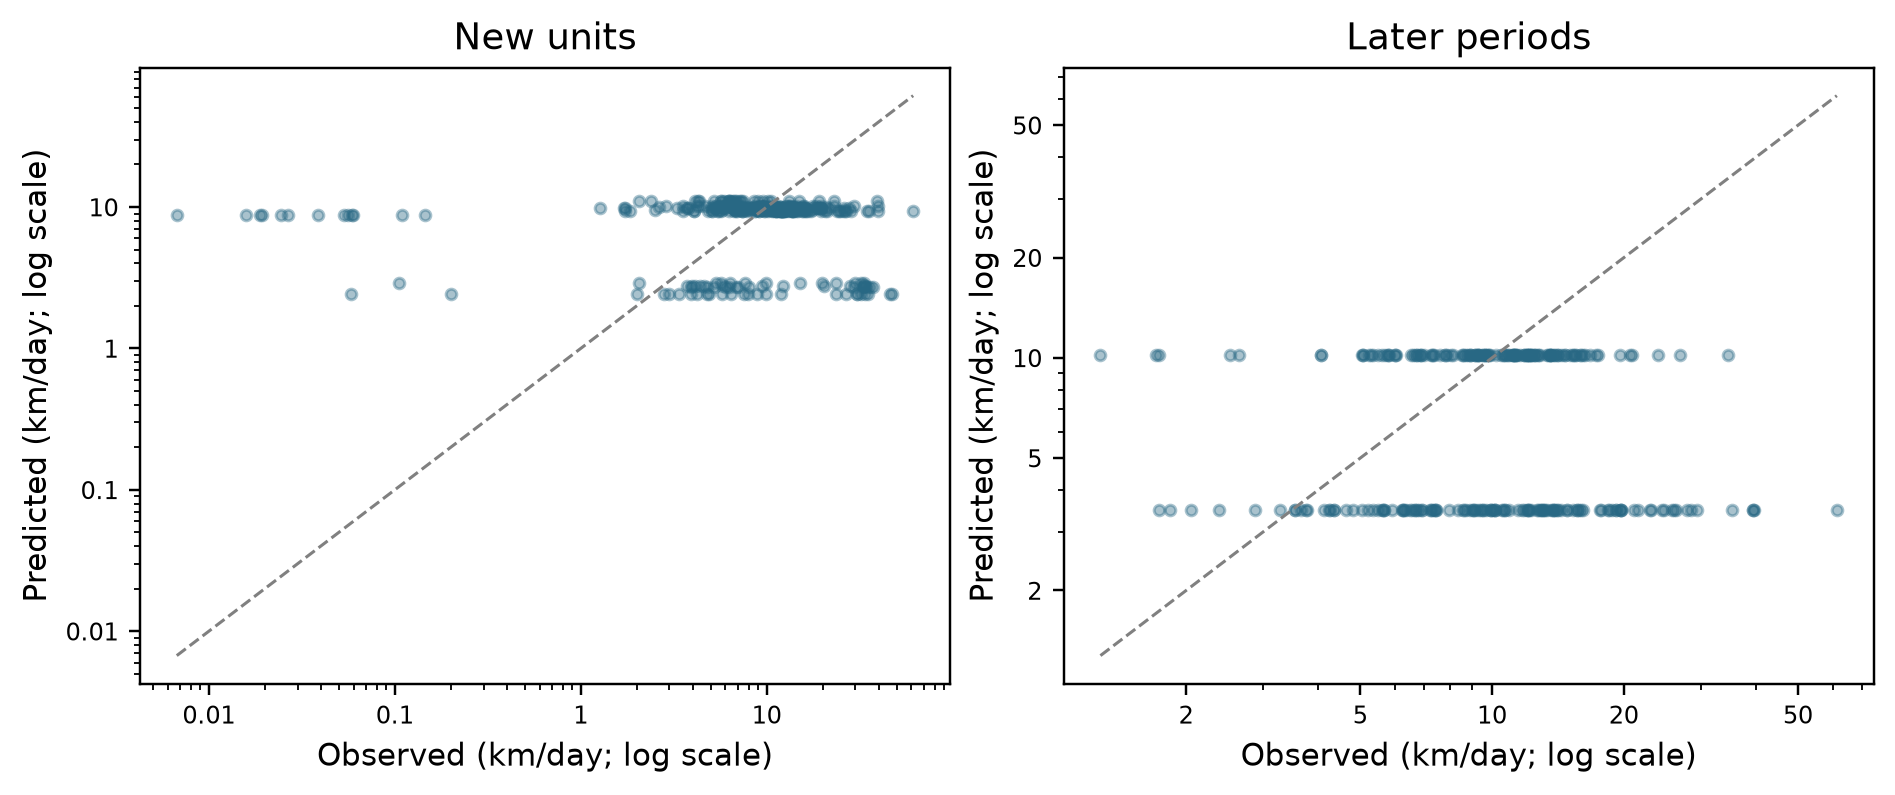 New units
Predicted (km/day; log scale)
10
1
0.1
0.01
0.01 0.1 1 10
Observed (km/day; log scale)
Later periods
Predicted (km/day; log scale)
50
20
10
5
2
2 5 10 20 50
Observed (km/day; log scale)